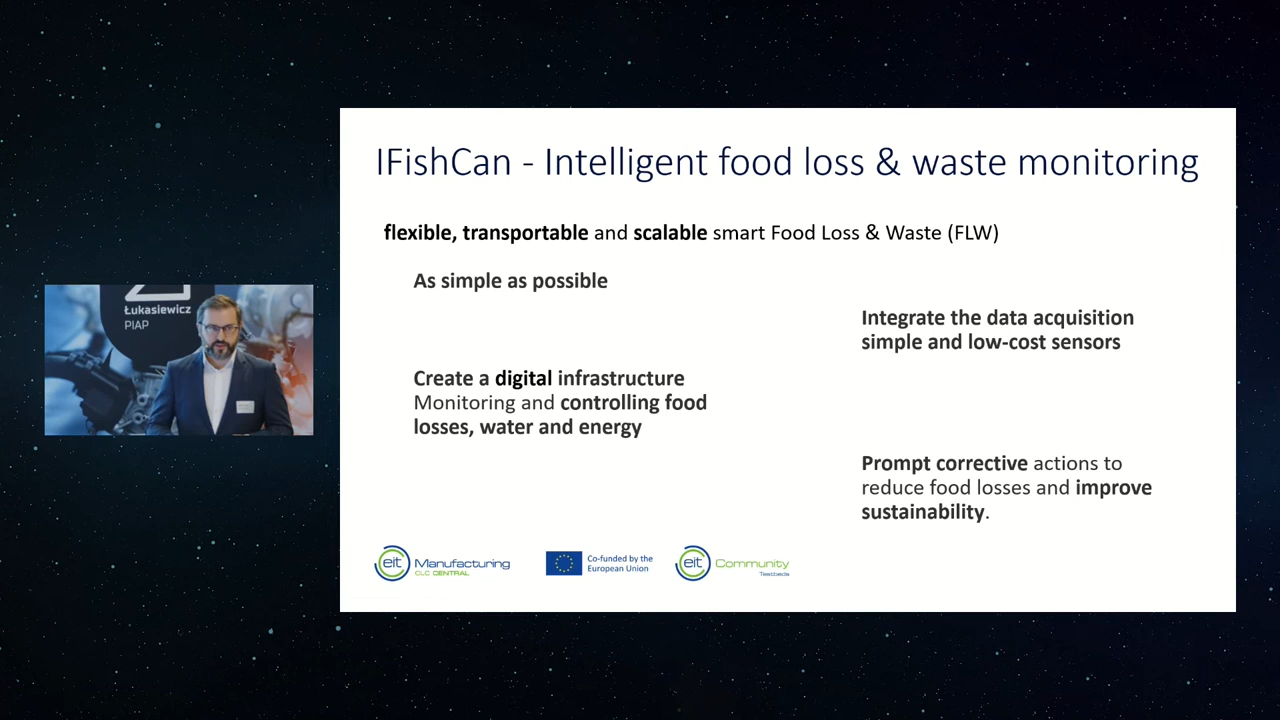 IFishCan - Intelligent food loss & waste monitoring
flexible, transportable and scalable smart Food Loss & Waste (FLW)
As simple as possible
Integrate the data acquisition
simple and low-cost sensors
Create a digital infrastructure
Monitoring and controlling food
losses, water and energy
Prompt corrective actions to
reduce food losses and improve
sustainability.
Łukasiewicz
PIAP
eit Manufacturing
CLC CENTRAL
Co-funded by the
European Union
eit Community
Testbeds